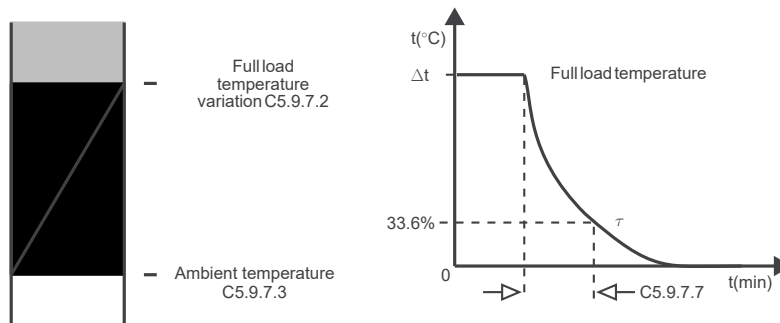 Full load
temperature
variation C5.9.7.2
Ambient temperature
C5.9.7.3
t(°C)
Δt
Full load temperature
33.6%
τ
0
t(min)
C5.9.7.7